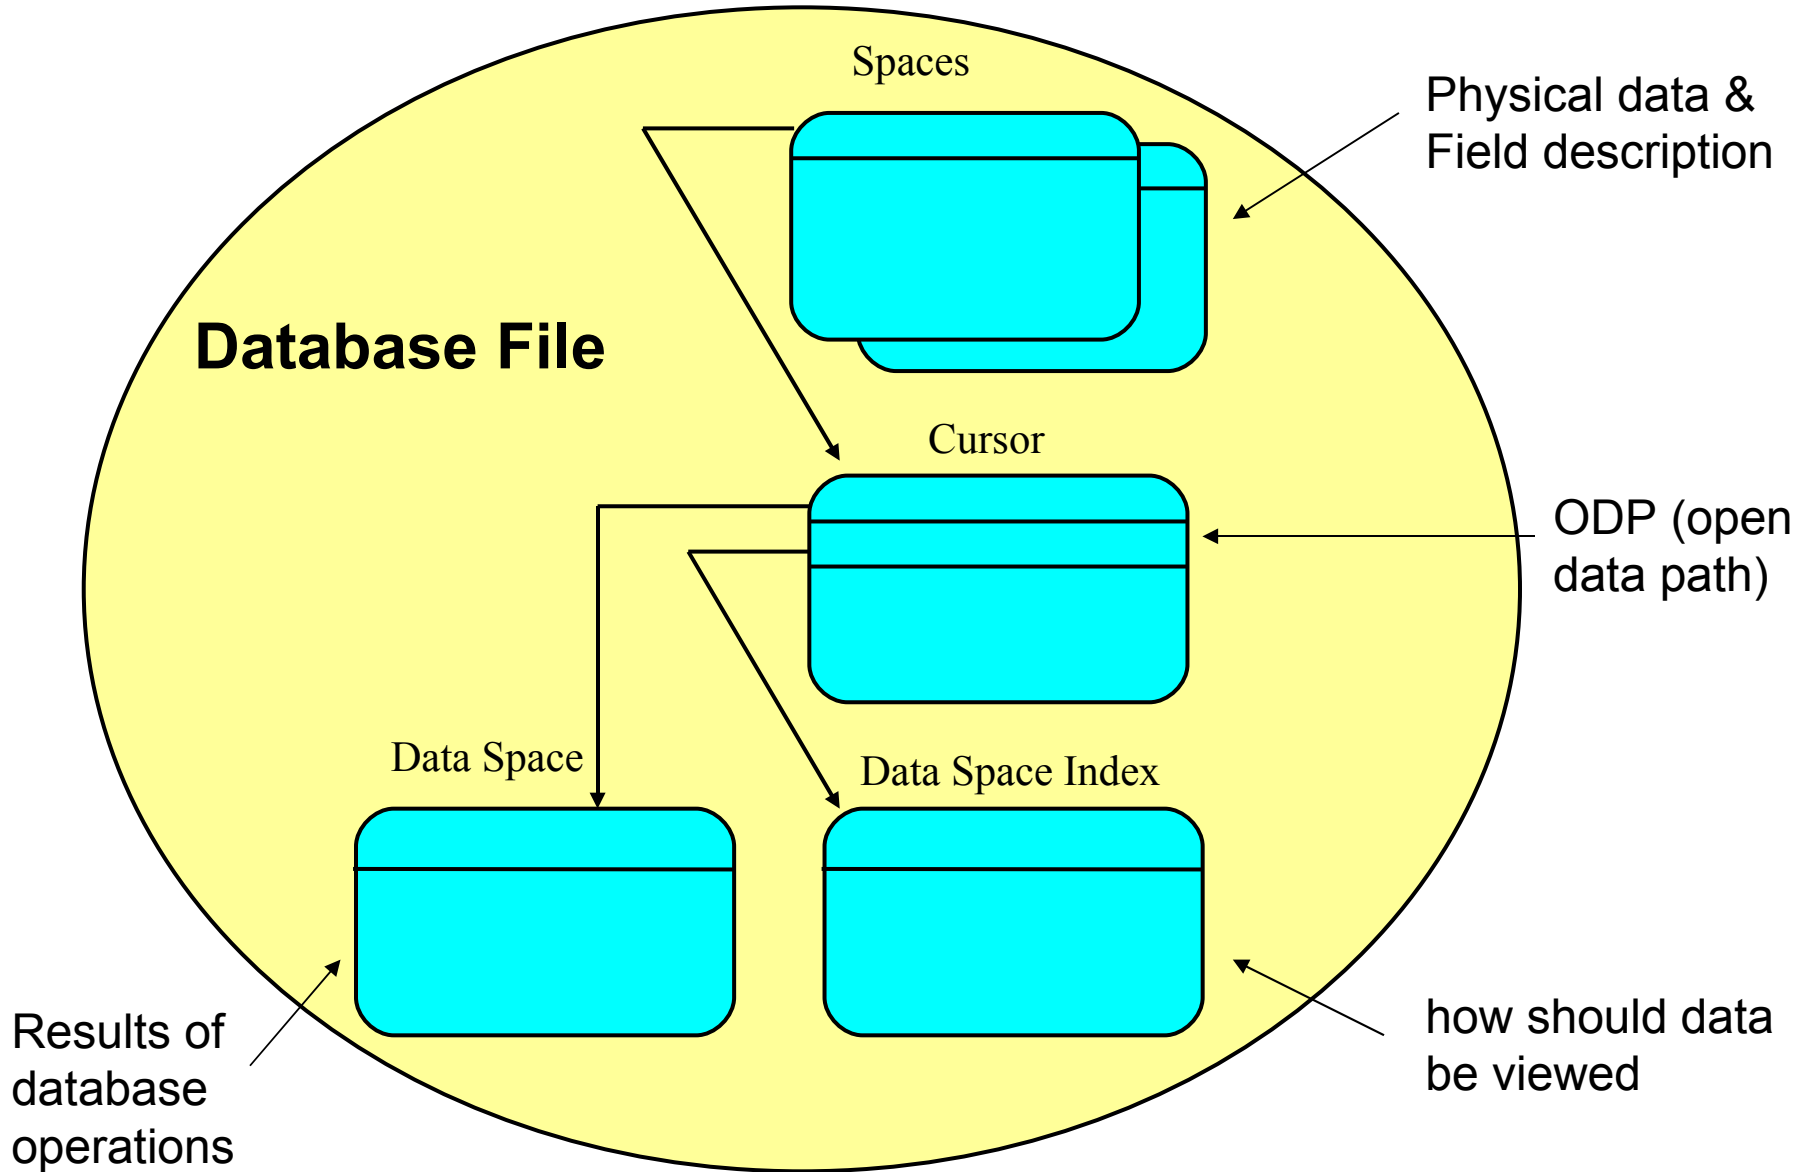 Spaces
Physical data &
Field description
Database File
Cursor
ODP (open
data path)
Data Space
Data Space Index
Results of
database
operations
how should data
be viewed